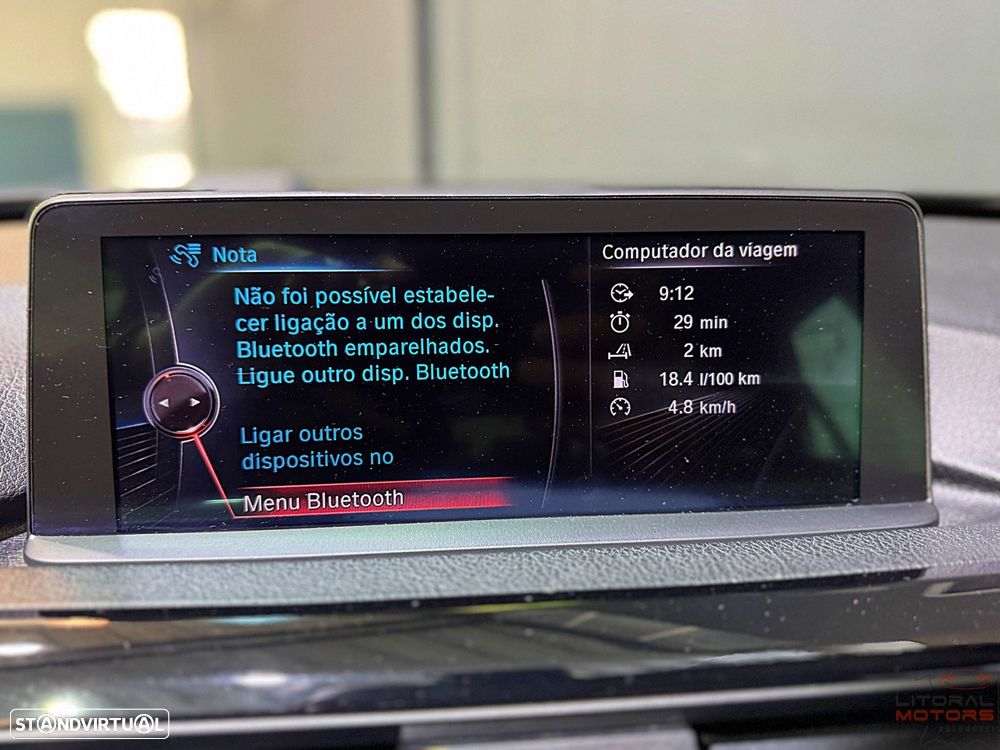 Nota
Não foi possível estabele-
cer ligação a um dos disp.
Bluetooth emparelhados.
Ligue outro disp. Bluetooth
Ligar outros
dispositivos no
Menu Bluetooth
Computador da viagem
9:12
29 min
2 km
18.4 l/100 km
4.8 km/h
STANDVIRTUAL
LITORAL
MOTORS
AUTOMÓVEIS